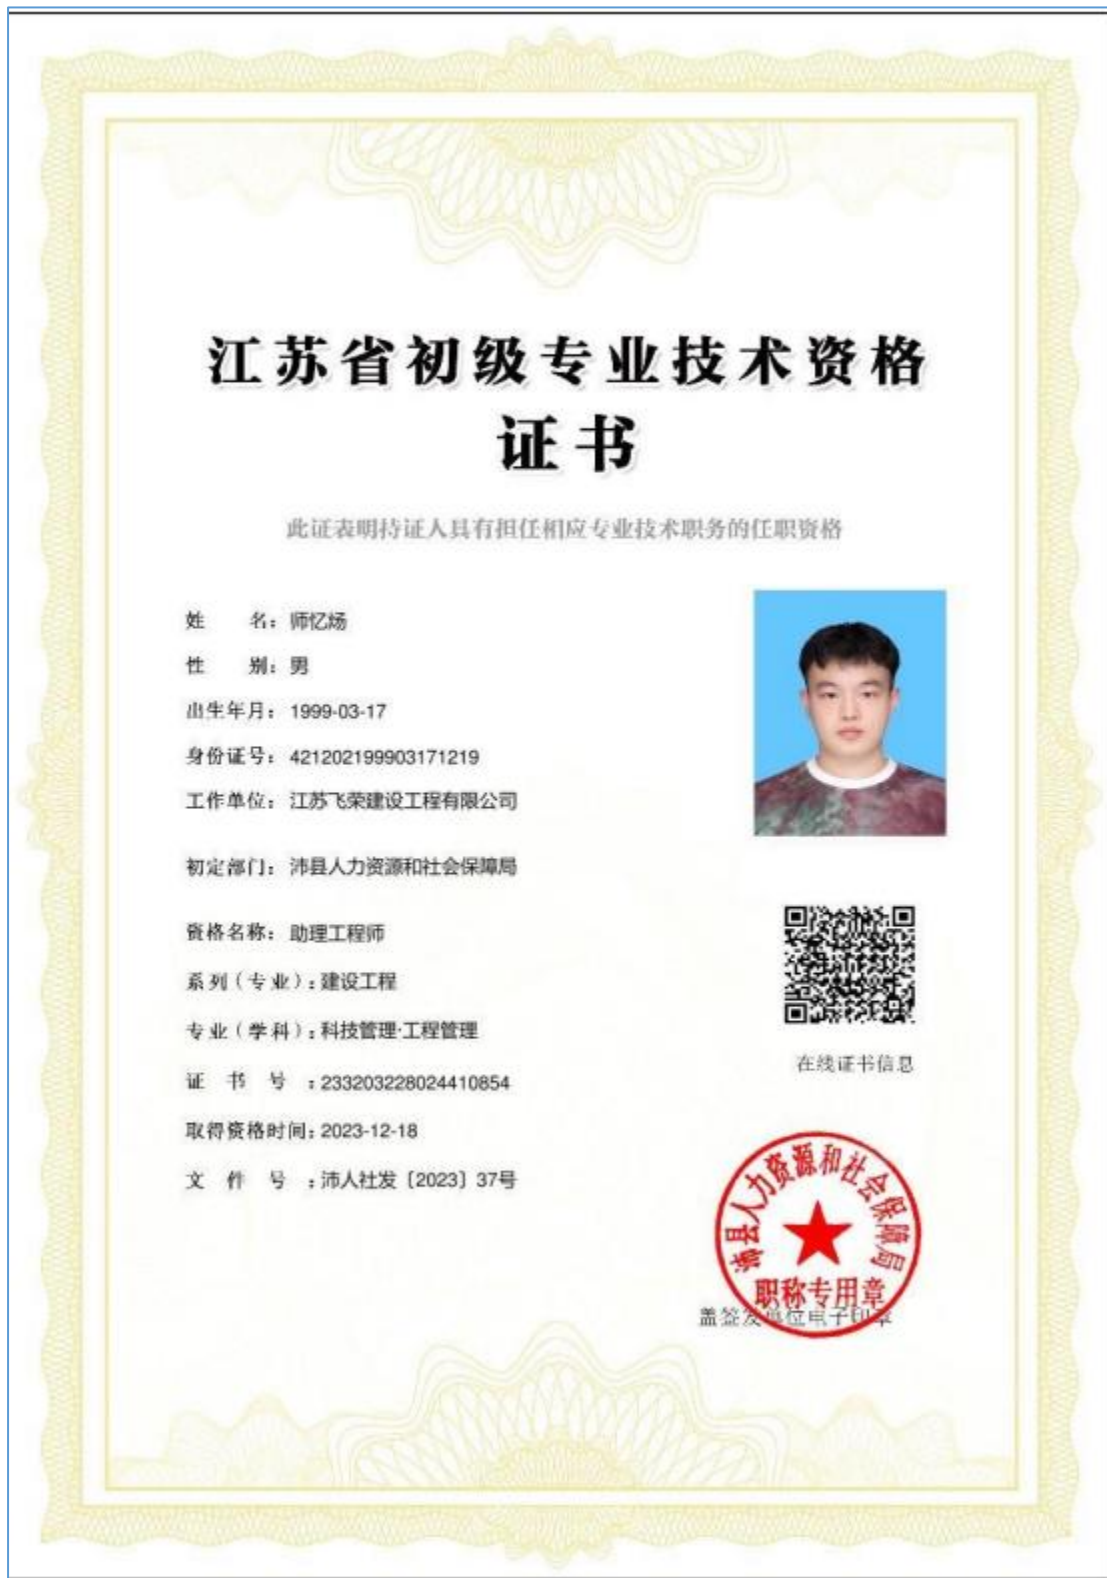 江苏省初级专业技术资格
证书
此证表明持证人具有担任相应专业技术职务的任职资格
姓 名：师忆炀
性 别：男
出生年月：1999-03-17
身份证号：421202199903171219
工作单位：江苏飞荣建设工程有限公司
初定部门：沛县人力资源和社会保障局
资格名称：助理工程师
系列（专业）：建设工程
专业（学科）：科技管理·工程管理
证 书 号：233203228024410854
取得资格时间：2023-12-18
文 件 号：沛人社发〔2023〕37号
在线证书信息
沛县人力资源和社会保障局
职称专用章
盖签发单位电子印章